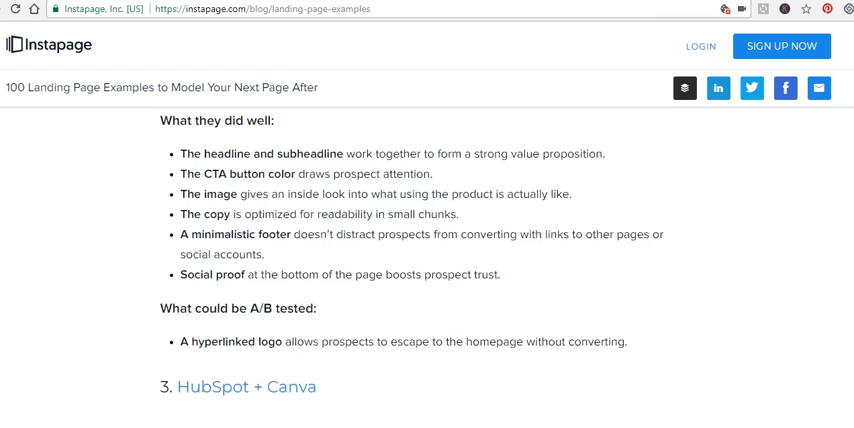 Instapage, Inc. [US] | https://instapage.com/blog/landing-page-examples
Instapage
LOGIN
SIGN UP NOW
100 Landing Page Examples to Model Your Next Page After
What they did well:
• The headline and subheadline work together to form a strong value proposition.
• The CTA button color draws prospect attention.
• The image gives an inside look into what using the product is actually like.
• The copy is optimized for readability in small chunks.
• A minimalistic footer doesn't distract prospects from converting with links to other pages or
social accounts.
• Social proof at the bottom of the page boosts prospect trust.
What could be A/B tested:
• A hyperlinked logo allows prospects to escape to the homepage without converting.
3. HubSpot + Canva